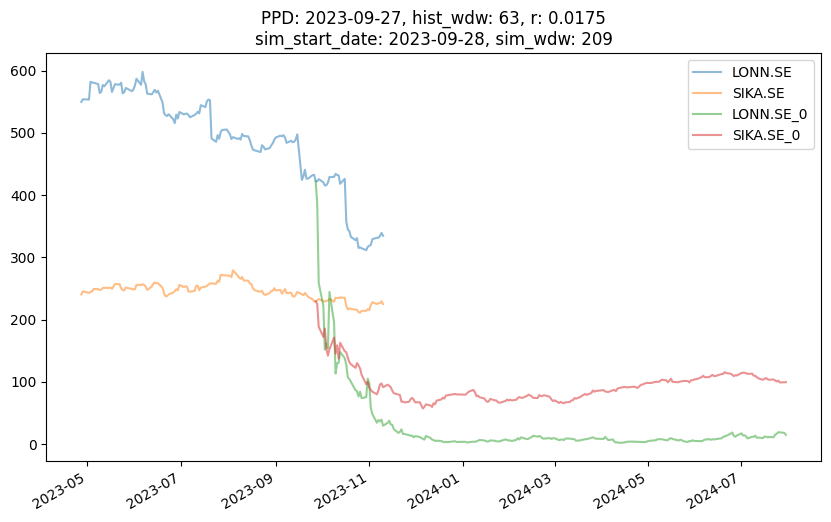 PPD: 2023-09-27, hist_wdw: 63, r: 0.0175
sim_start_date: 2023-09-28, sim_wdw: 209
600
500
400
300
200
100
0
LONN.SE
SIKA.SE
LONN.SE_0
SIKA.SE_0
2023-05
2023-07
2023-09
2023-11
2024-01
2024-03
2024-05
2024-07